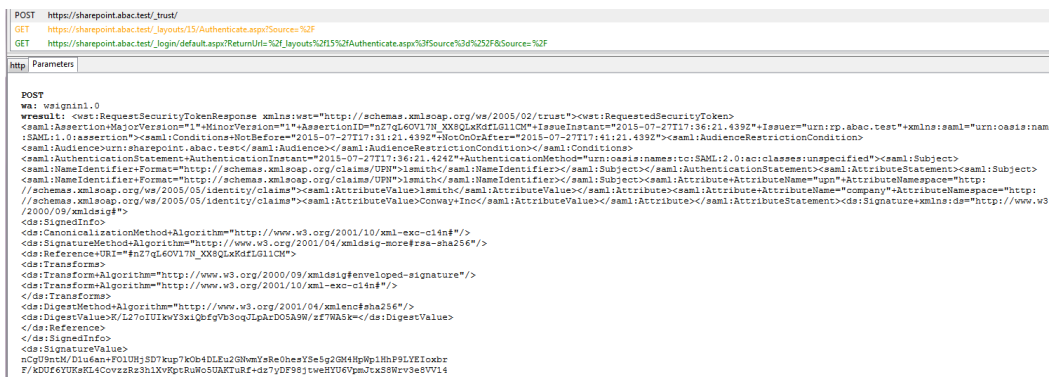 POST https://sharepoint.abac.test/_trust/
GET https://sharepoint.abac.test/_layouts/15/Authenticate.aspx?Source=%2F
GET https://sharepoint.abac.test/_login/default.aspx?ReturnUrl=%2f_layouts%2f15%2fAuthenticate.aspx%3fSource%3d%252F&Source=%2F
http Parameters
POST
wa: wsignin1.0
wresult: <wst:RequestSecurityTokenResponse xmlns:wst="http://schemas.xmlsoap.org/ws/2005/02/trust"><wst:RequestedSecurityToken>
<saml:Assertion+MajorVersion="1"+MinorVersion="1"+AssertionID="nZ7qL6OV17N_XX8QLxKdfLG11CM"+IssueInstant="2015-07-27T17:36:21.439Z"+Issuer="urn:rp.abac.test"+xmlns:saml="urn:oasis:nam
:SAML:1.0:assertion"><saml:Conditions+NotBefore="2015-07-27T17:31:21.439Z"+NotOnOrAfter="2015-07-27T17:41:21.439Z"><saml:AudienceRestrictionCondition>
<saml:Audience>urn:sharepoint.abac.test</saml:Audience></saml:AudienceRestrictionCondition></saml:Conditions>
<saml:AuthenticationStatement+AuthenticationInstant="2015-07-27T17:36:21.424Z"+AuthenticationMethod="urn:oasis:names:tc:SAML:2.0:ac:classes:unspecified"><saml:Subject>
<saml:NameIdentifier+Format="http://schemas.xmlsoap.org/claims/UPN">lsmith</saml:NameIdentifier></saml:Subject></saml:AuthenticationStatement><saml:AttributeStatement><saml:Subject>
<saml:NameIdentifier+Format="http://schemas.xmlsoap.org/claims/UPN">lsmith</saml:NameIdentifier></saml:Subject><saml:Attribute+AttributeName="upn"+AttributeNamespace="http:
//schemas.xmlsoap.org/ws/2005/05/identity/claims"><saml:AttributeValue>lsmith</saml:AttributeValue></saml:Attribute><saml:Attribute+AttributeName="company"+AttributeNamespace="http:
//schemas.xmlsoap.org/ws/2005/05/identity/claims"><saml:AttributeValue>Conway+Inc</saml:AttributeValue></saml:Attribute></saml:AttributeStatement><ds:Signature+xmlns:ds="http://www.w3
/2000/09/xmldsig#">
<ds:SignedInfo>
<ds:CanonicalizationMethod+Algorithm="http://www.w3.org/2001/10/xml-exc-c14n#"/>
<ds:SignatureMethod+Algorithm="http://www.w3.org/2001/04/xmldsig-more#rsa-sha256"/>
<ds:Reference+URI="#nZ7qL6OV17N_XX8QLxKdfLG11CM">
<ds:Transforms>
<ds:Transform+Algorithm="http://www.w3.org/2000/09/xmldsig#enveloped-signature"/>
<ds:Transform+Algorithm="http://www.w3.org/2001/10/xml-exc-c14n#"/>
</ds:Transforms>
<ds:DigestMethod+Algorithm="http://www.w3.org/2001/04/xmlenc#sha256"/>
<ds:DigestValue>K/L27oIUIkwY3xiQbfgVb3oqJLpArDO5A9W/zf7WA5k=</ds:DigestValue>
</ds:Reference>
</ds:SignedInfo>
<ds:SignatureValue>
nCgU9ntM/D1u6an+FO1UHjSD7kup7kOb4DLEu2GNwmYsRe0hesYSe5g2GM4HpWp1HhP9LYEIoxbr
F/kDUf6YUKsKL4CovzzRz3h1XvKptRuWo5UAKTuRf+dz7yDF98jtweHYU6VpmJtxS8Wrv3e8VV14